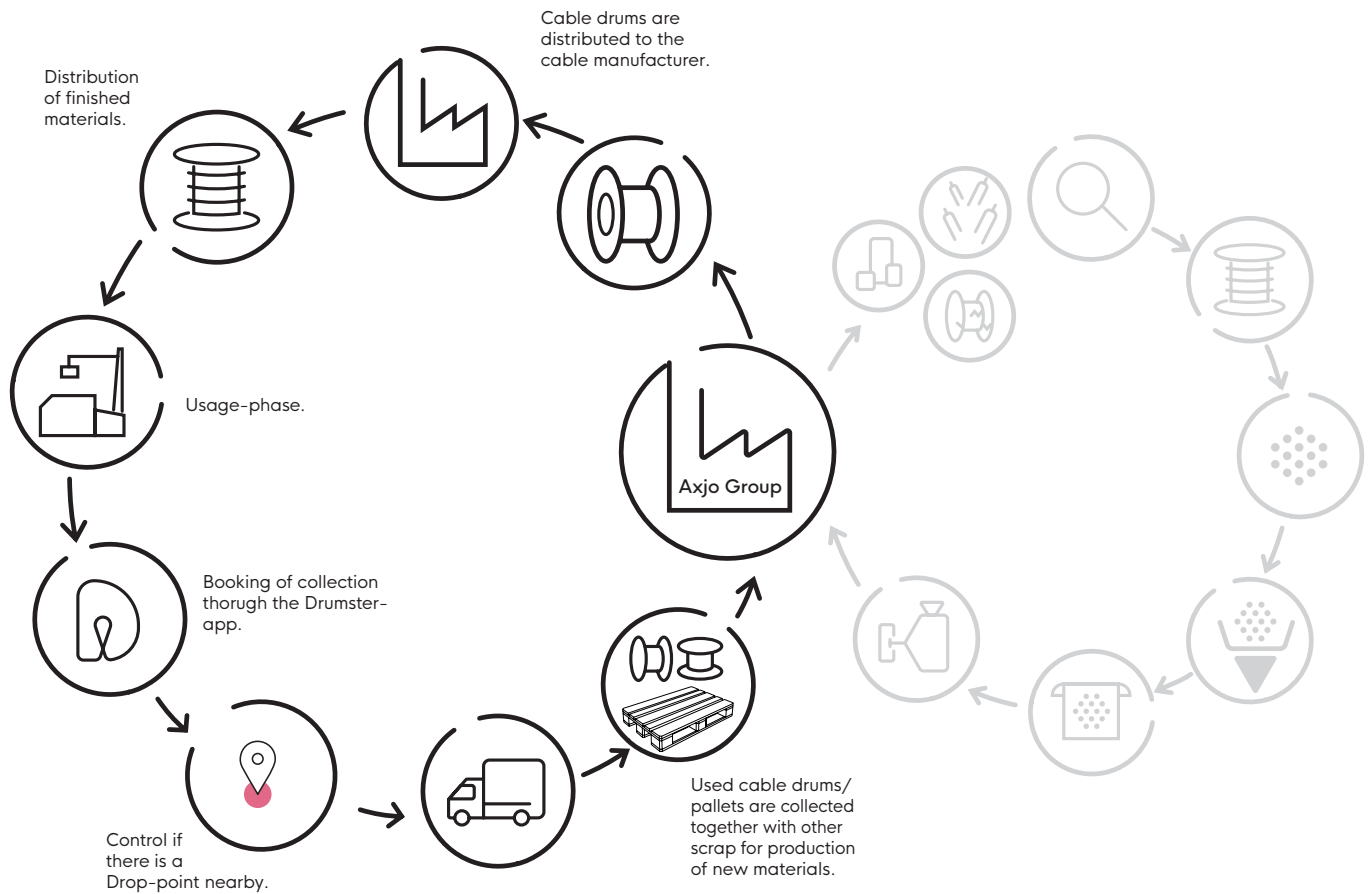 Cable drums are
distributed to the
cable manufacturer.
Distribution
of finished
materials.
Usage-phase.
Axjo Group
Booking of collection
thorugh the Drumster-
app.
Used cable drums/
pallets are collected
together with other
scrap for production
of new materials.
Control if
there is a
Drop-point nearby.